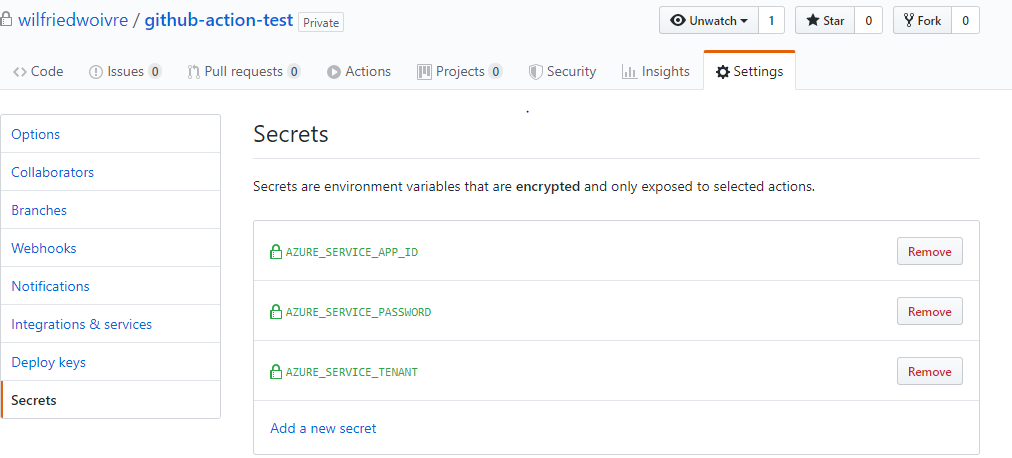 wilfriedwoivre / github-action-test Private
Unwatch 1 Star 0 Fork 0
Code Issues 0 Pull requests 0 Actions Projects 0 Security Insights Settings
Options
Collaborators
Branches
Webhooks
Notifications
Integrations & services
Deploy keys
Secrets
Secrets
Secrets are environment variables that are encrypted and only exposed to selected actions.
AZURE_SERVICE_APP_ID Remove
AZURE_SERVICE_PASSWORD Remove
AZURE_SERVICE_TENANT Remove
Add a new secret